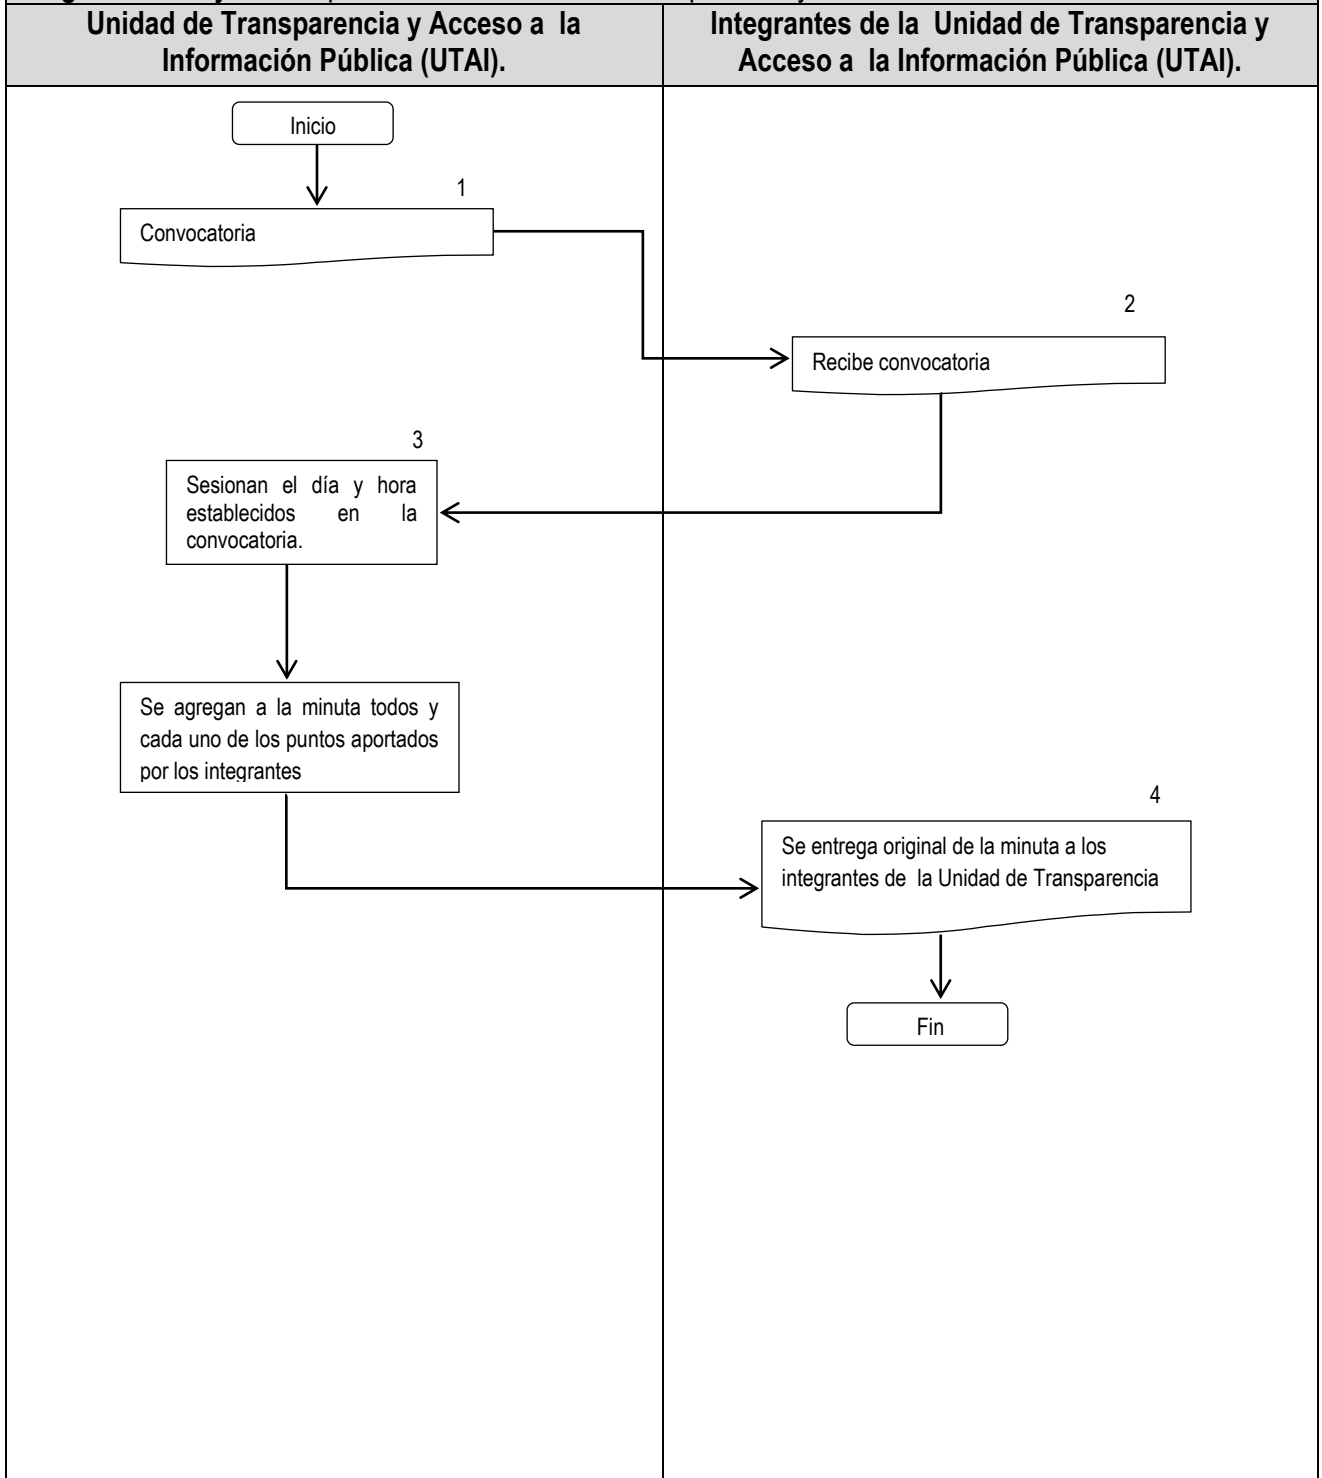 Unidad de Transparencia y Acceso a la
Información Pública (UTAI).
Integrantes de la Unidad de Transparencia y
Acceso a la Información Pública (UTAI).
Inicio
1
Convocatoria
2
Recibe convocatoria
3
Sesionan el día y hora
establecidos en la
convocatoria.
Se agregan a la minuta todos y
cada uno de los puntos aportados
por los integrantes
4
Se entrega original de la minuta a los
integrantes de la Unidad de Transparencia
Fin